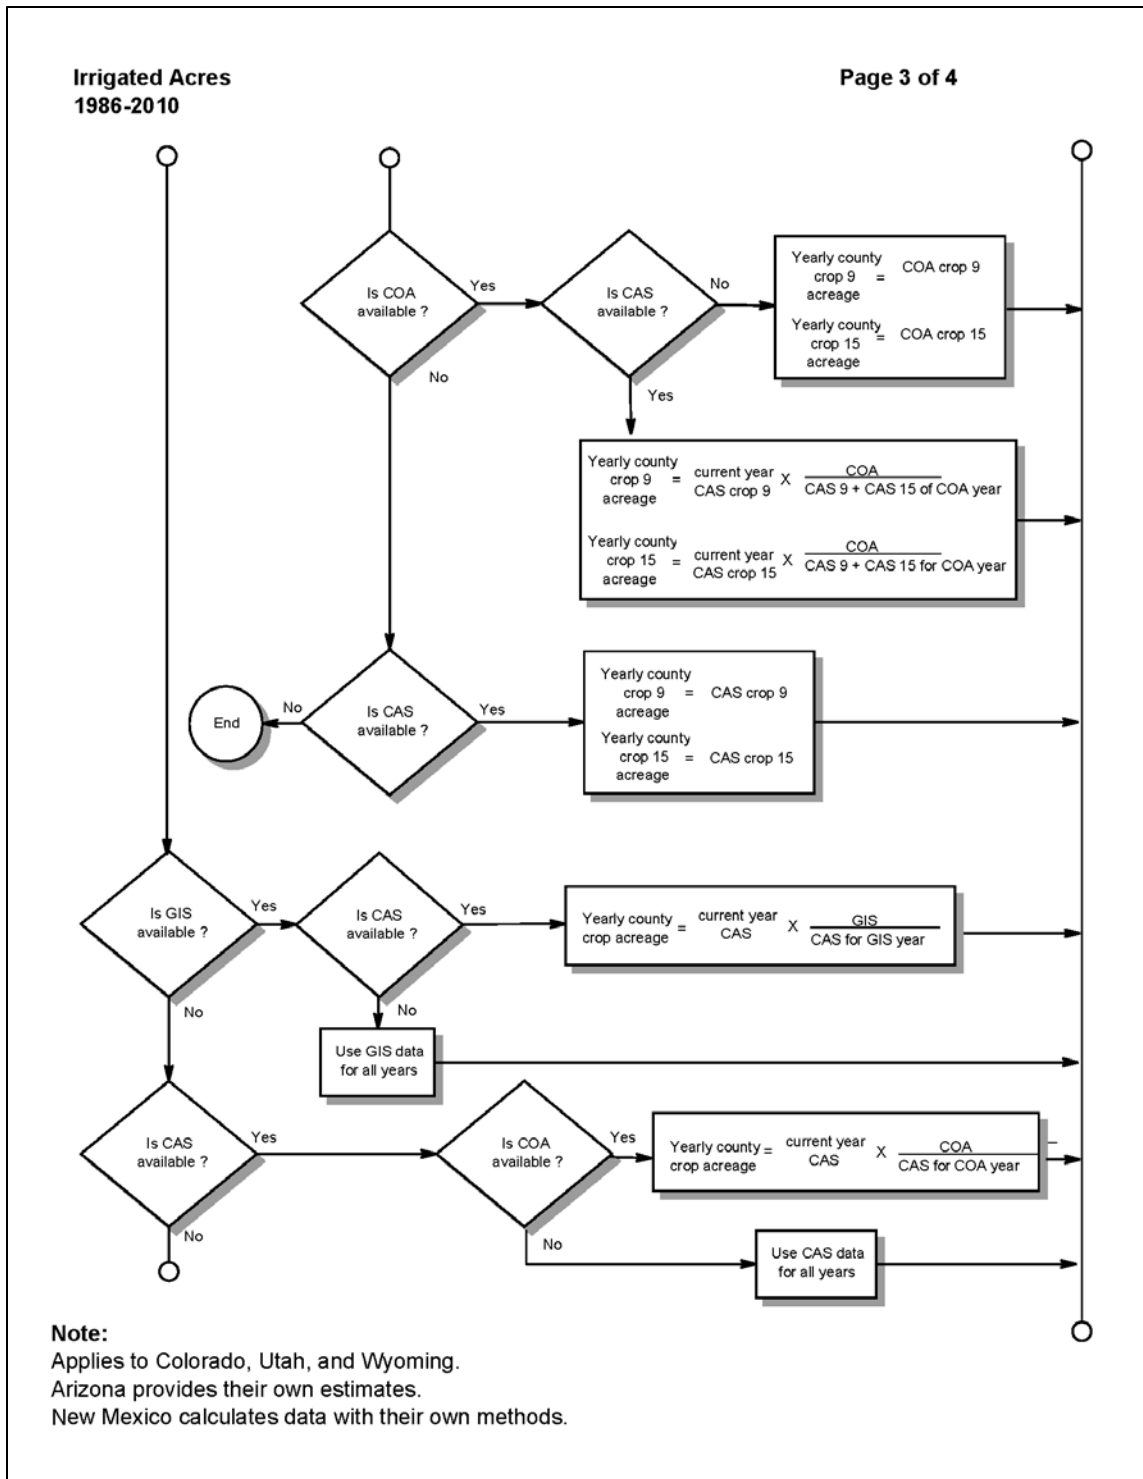 Irrigated Acres
1986-2010
Page 3 of 4
Is COA
available ?
Yes
No
Is CAS
available ?
No
Yes
Yearly county
crop 9
acreage
= COA crop 9
Yearly county
crop 15
acreage
= COA crop 15
Yearly county
crop 9
acreage
= current year
CAS crop 9
X COA
CAS 9 + CAS 15 of COA year
Yearly county
crop 15
acreage
= current year
CAS crop 15
X COA
CAS 9 + CAS 15 for COA year
End
No
Is CAS
available ?
Yes
Yearly county
crop 9
acreage
= CAS crop 9
Yearly county
crop 15
acreage
= CAS crop 15
Is GIS
available ?
Yes
No
Is CAS
available ?
Yes
No
Yearly county
crop acreage
= current year
CAS
X GIS
CAS for GIS year
Use GIS data
for all years
Is CAS
available ?
Yes
No
Is COA
available ?
Yes
No
Yearly county
crop acreage
= current year
CAS
X COA
CAS for COA year
Use CAS data
for all years
Note:
Applies to Colorado, Utah, and Wyoming.
Arizona provides their own estimates.
New Mexico calculates data with their own methods.